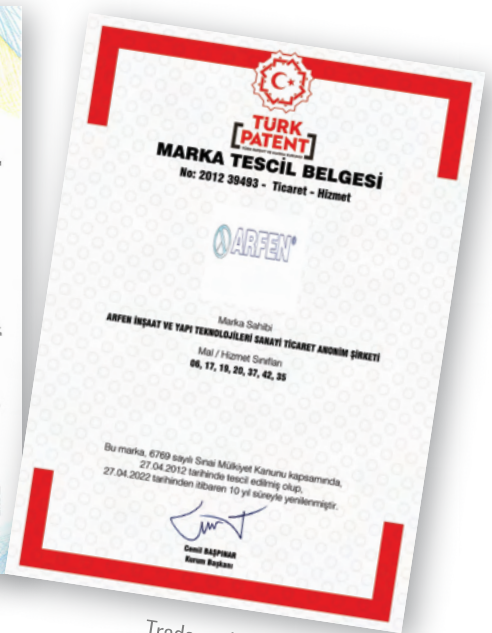 TÜRK
PATENT
MARKA TESCİL BELGESİ
No: 2012 39493 - Ticaret - Hizmet
ARFEN®
Marka Sahibi
ARFEN İNŞAAT VE YAPI TEKNOLOJİLERİ SANAYİ TİCARET ANONİM ŞİRKETİ
Mal / Hizmet Sınıfları
06, 17, 19, 20, 37, 42, 35
Bu marka, 6769 sayılı Sınai Mülkiyet Kanunu kapsamında,
27.04.2012 tarihinde tescil edilmiş olup,
27.04.2022 tarihinden itibaren 10 yıl süreyle yenilenmiştir.
Cemil BAŞPINAR
Kurum Başkanı